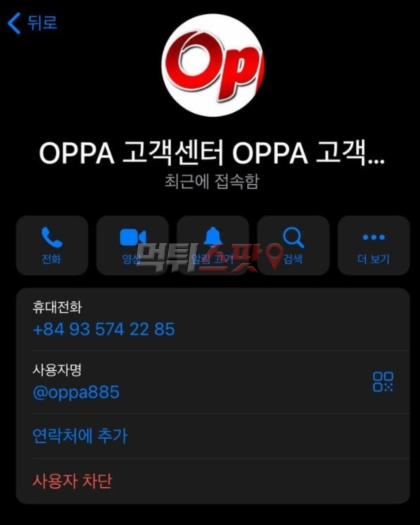 뒤로
Op
OPPA 고객센터 OPPA 고객...
최근에 접속함
전화
영상
알림 끄기
검색
더 보기
먹튀스팟
휴대전화
+84 93 574 22 85
사용자명
@oppa885
연락처에 추가
사용자 차단